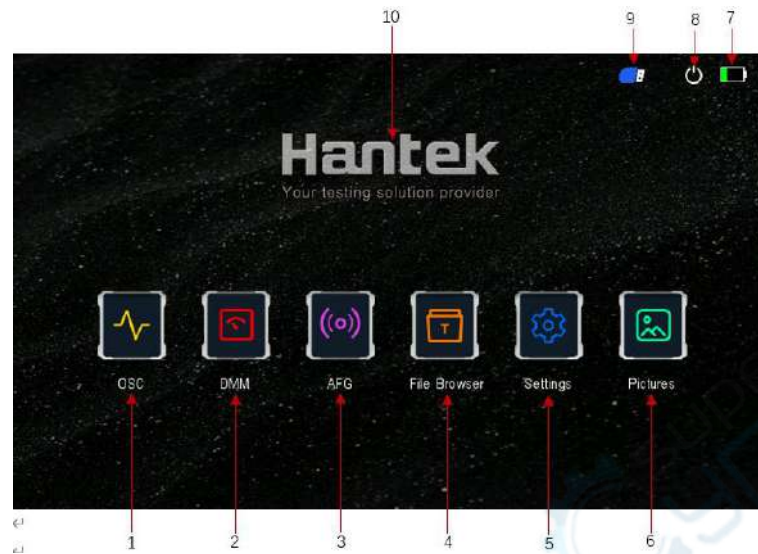 10
9
8
7
Hantek
Your testing solution provider
T
OSC
DMM
AFG
File Browser
Settings
Pictures
1
2
3
4
5
6